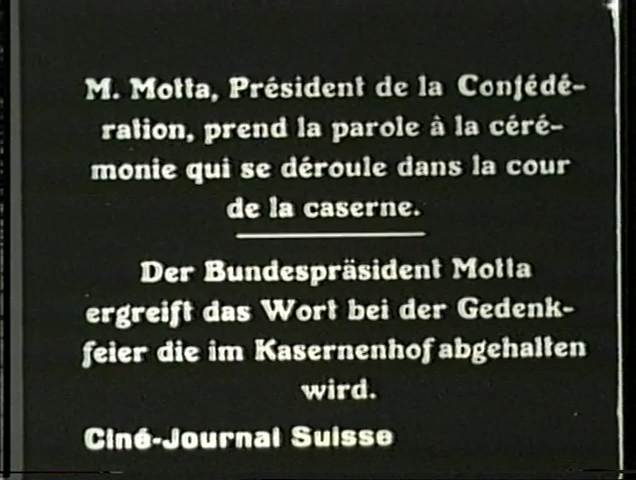 M. Motta, Président de la Confédé-
ration, prend la parole à la céré-
monie qui se déroule dans la cour
de la caserne.
Der Bundespräsident Motta
ergreift das Wort bei der Gedenk-
feier die im Kasernenhof abgehalten
wird.
Ciné-Journal Suisse